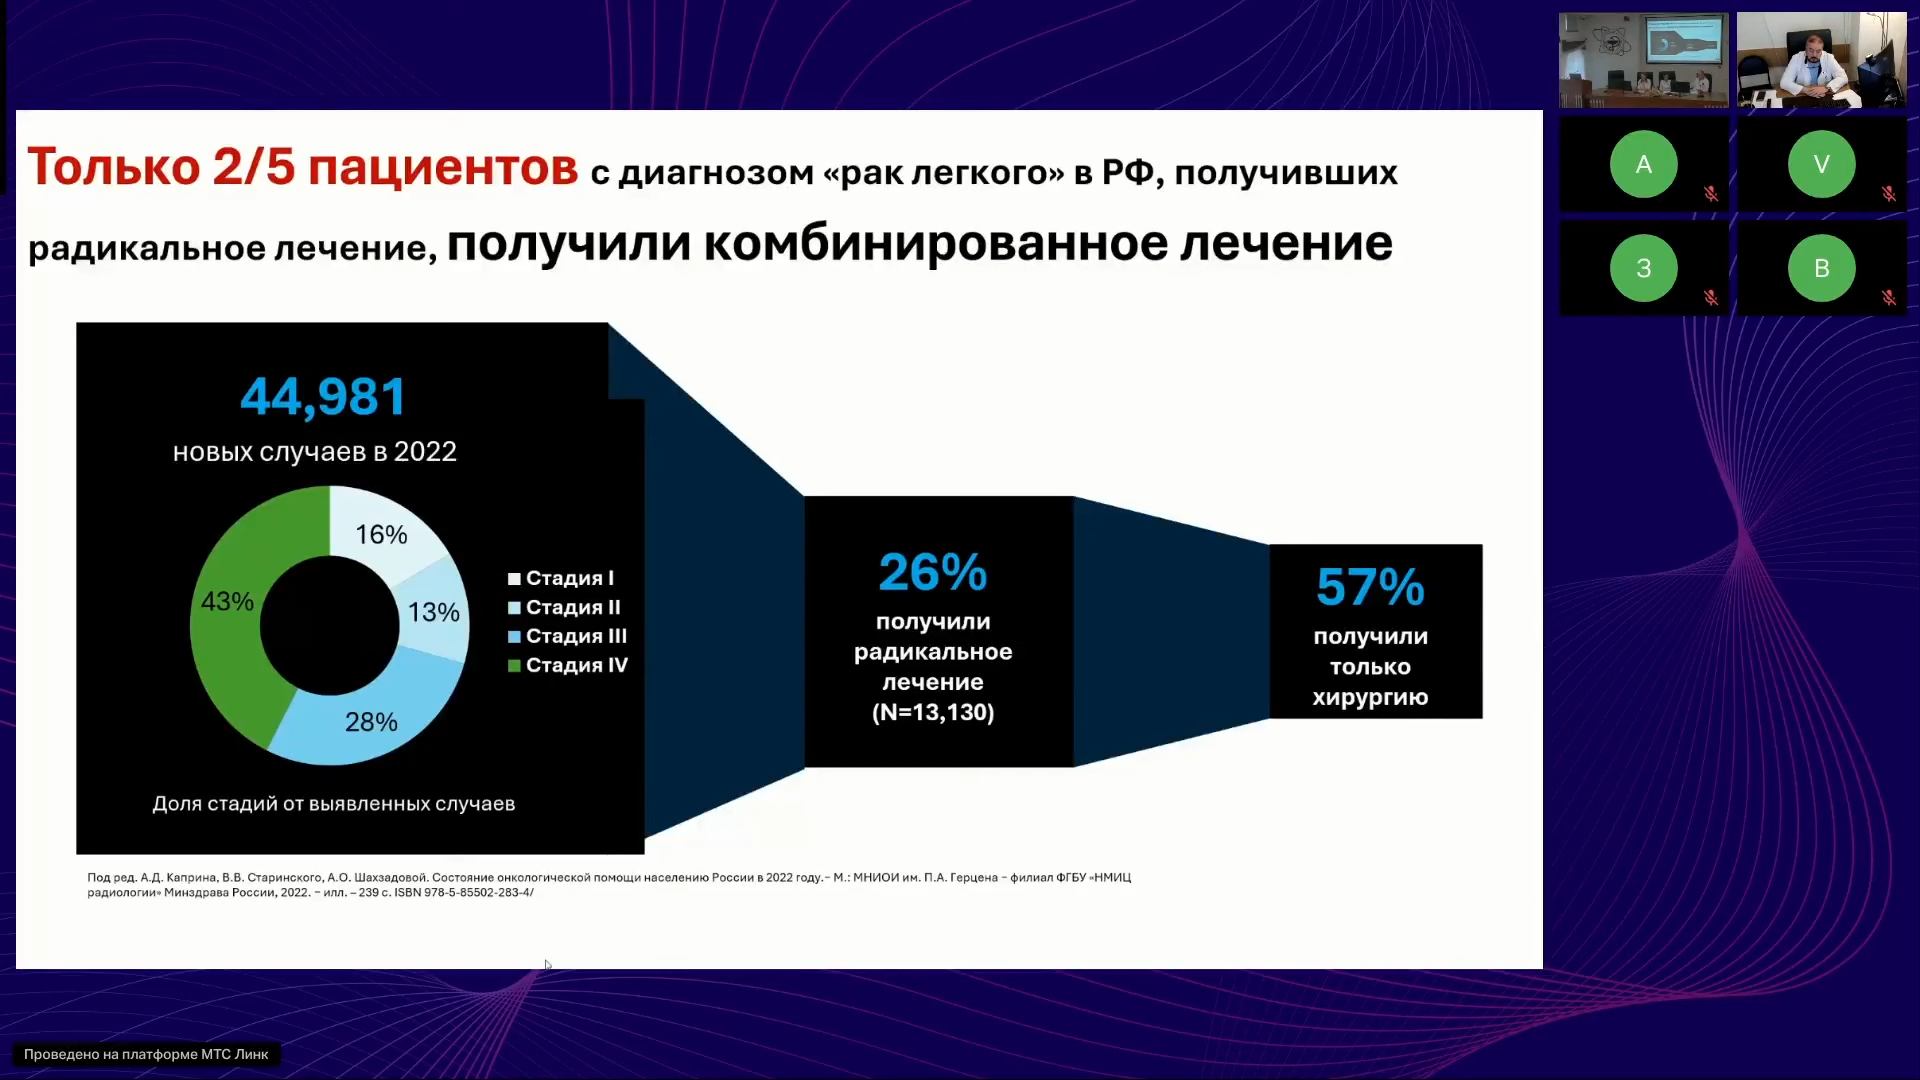 Только 2/5 пациентов с диагнозом «рак легкого» в РФ, получивших
радикальное лечение, получили комбинированное лечение
44,981
новых случаев в 2022
16%
13%
28%
43%
Стадия I
Стадия II
Стадия III
Стадия IV
Доля стадий от выявленных случаев
26%
получили
радикальное
лечение
(N=13,130)
57%
получили
только
хирургию
Под ред. А.Д. Каприна, В.В. Старинского, А.О. Шахзадовой. Состояние онкологической помощи населению России в 2022 году.– М.: МНИОИ им. П.А. Герцена – филиал ФГБУ «НМИЦ
радиологии» Минздрава России, 2022. – илл. – 239 с. ISBN 978-5-85502-283-4/
A
V
З
В
Проведено на платформе МТС Линк